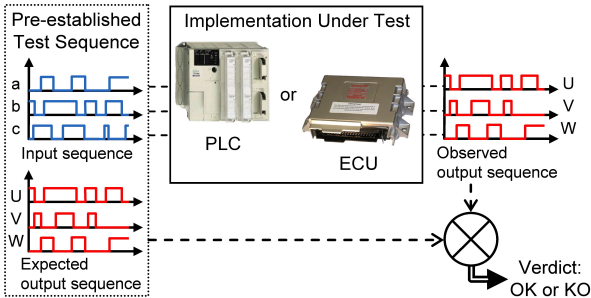 Pre-established
Test Sequence
a
b
c
Input sequence
U
V
W
Expected
output sequence
Implementation Under Test
PLC
or
ECU
U
V
W
Observed
output sequence
Verdict:
OK or KO